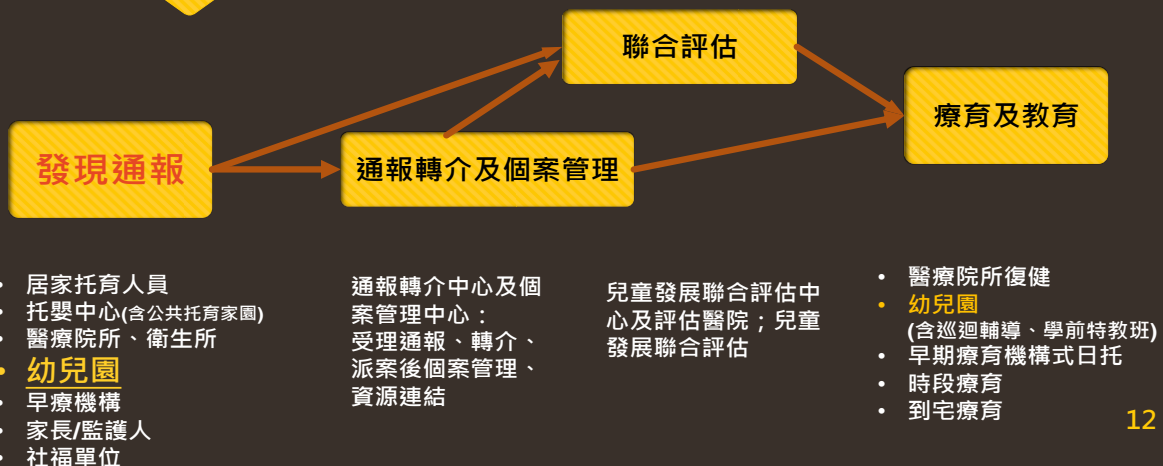 聯合評估
療育及教育
發現通報
通報轉介及個案管理
• 居家托育人員
• 托嬰中心(含公共托育家園)
• 醫療院所、衛生所
• 幼兒園
• 早療機構
• 家長/監護人
• 社福單位
通報轉介中心及個
案管理中心：
受理通報、轉介、
派案後個案管理、
資源連結
兒童發展聯合評估中
心及評估醫院；兒童
發展聯合評估
• 醫療院所復健
• 幼兒園
(含巡迴輔導、學前特教班)
• 早期療育機構式日托
• 時段療育
• 到宅療育
12